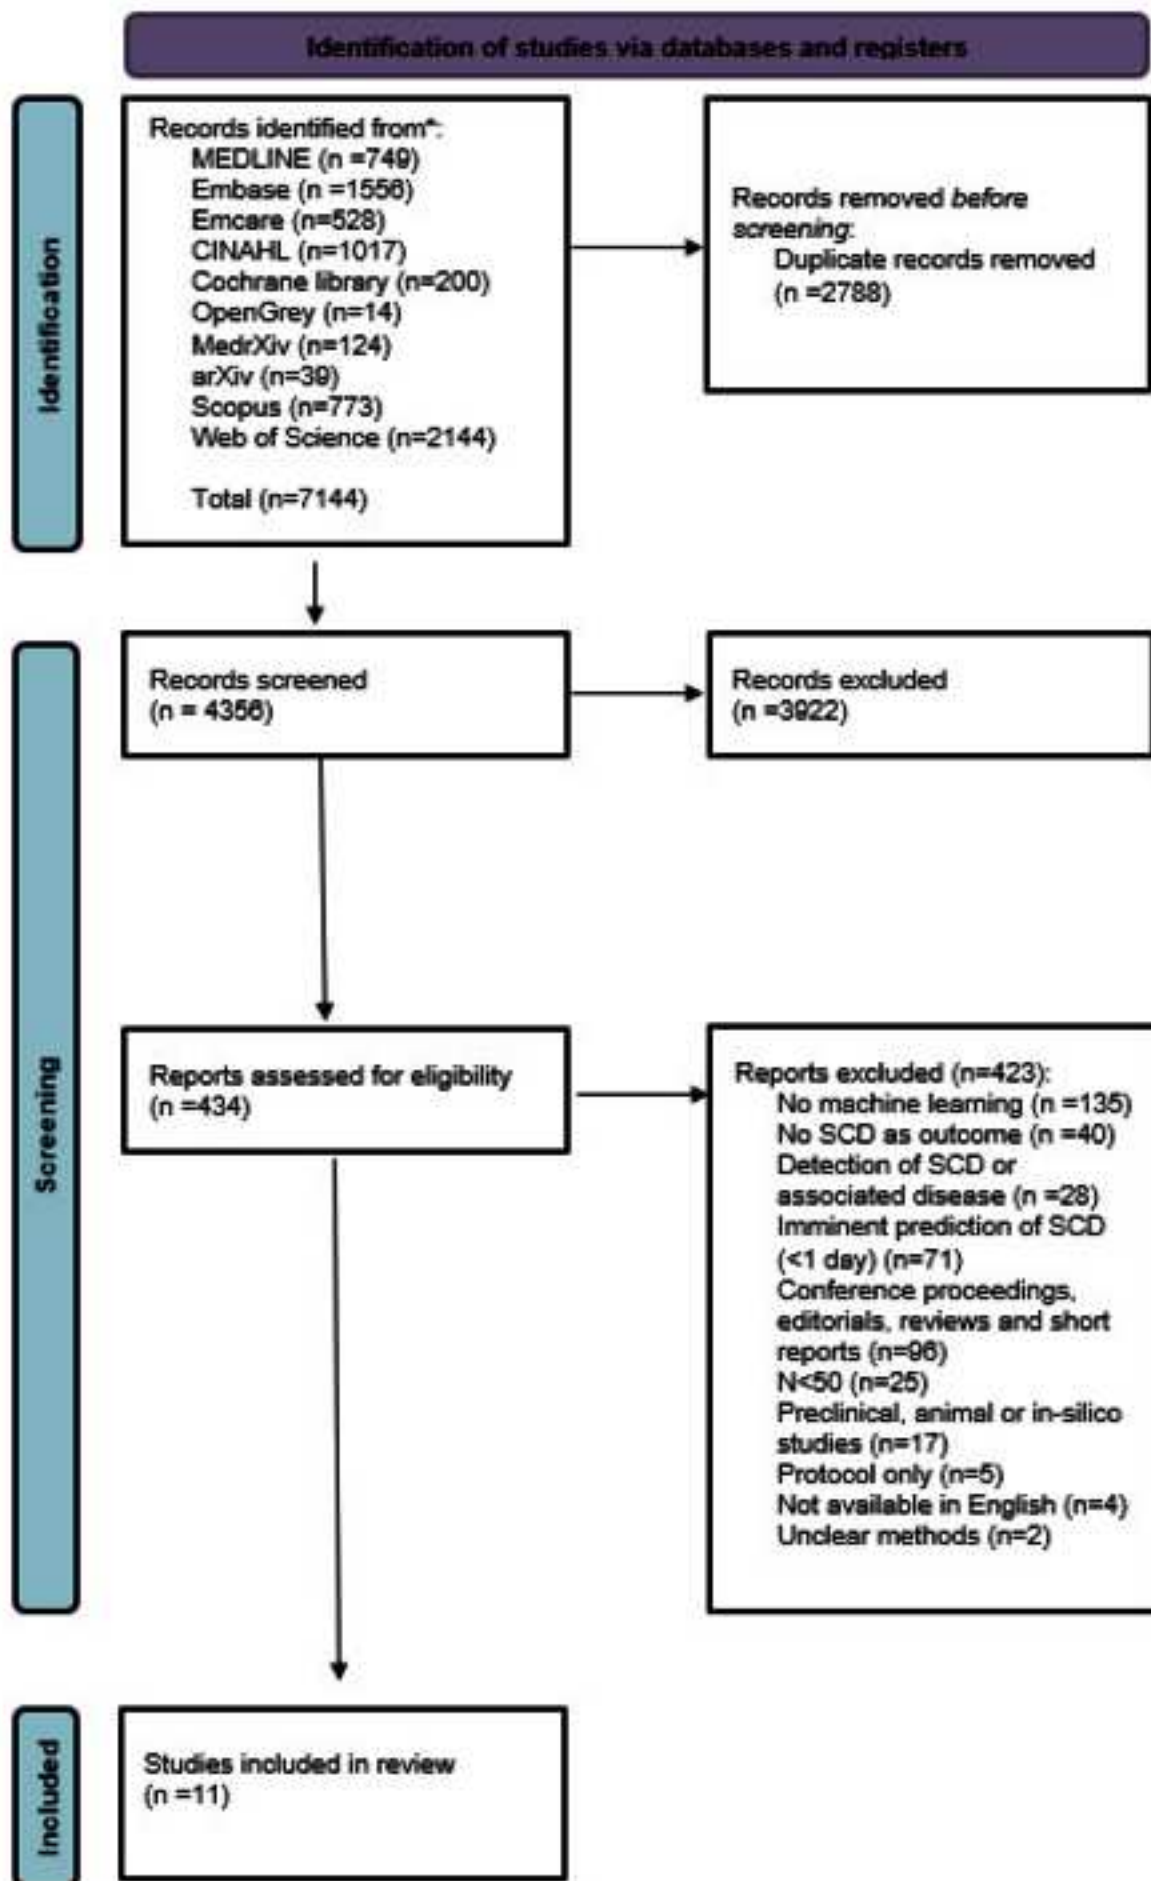 Identification of studies via databases and registers
Identification
Records identified from*:
MEDLINE (n =749)
Embase (n =1556)
Emcare (n=528)
CINAHL (n=1017)
Cochrane library (n=200)
OpenGrey (n=14)
MedrXiv (n=124)
arXiv (n=39)
Scopus (n=773)
Web of Science (n=2144)
Total (n=7144)
Records removed before
screening:
Duplicate records removed
(n =2788)
Screening
Records screened
(n = 4356)
Records excluded
(n =3922)
Reports assessed for eligibility
(n =434)
Reports excluded (n=423):
No machine learning (n =135)
No SCD as outcome (n =40)
Detection of SCD or
associated disease (n =28)
Imminent prediction of SCD
(<1 day) (n=71)
Conference proceedings,
editorials, reviews and short
reports (n=96)
N<50 (n=25)
Preclinical, animal or in-silico
studies (n=17)
Protocol only (n=5)
Not available in English (n=4)
Unclear methods (n=2)
Included
Studies included in review
(n =11)